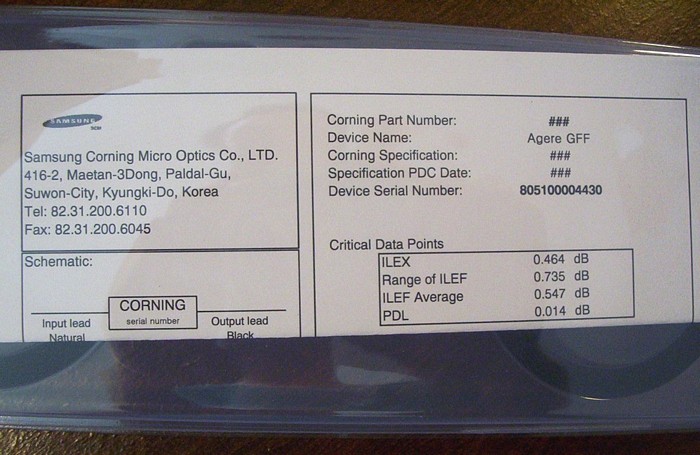 SAMSUNG
Samsung Corning Micro Optics Co., LTD.
416-2, Maetan-3Dong, Paldal-Gu,
Suwon-City, Kyungki-Do, Korea
Tel: 82.31.200.6110
Fax: 82.31.200.6045
Schematic:
CORNING
serial number
Input lead
Natural
Output lead
Black
Corning Part Number: ###
Device Name: Agere GFF
Corning Specification: ###
Specification PDC Date: ###
Device Serial Number: 805100004430
Critical Data Points
ILEX 0.464 dB
Range of ILEF 0.735 dB
ILEF Average 0.547 dB
PDL 0.014 dB